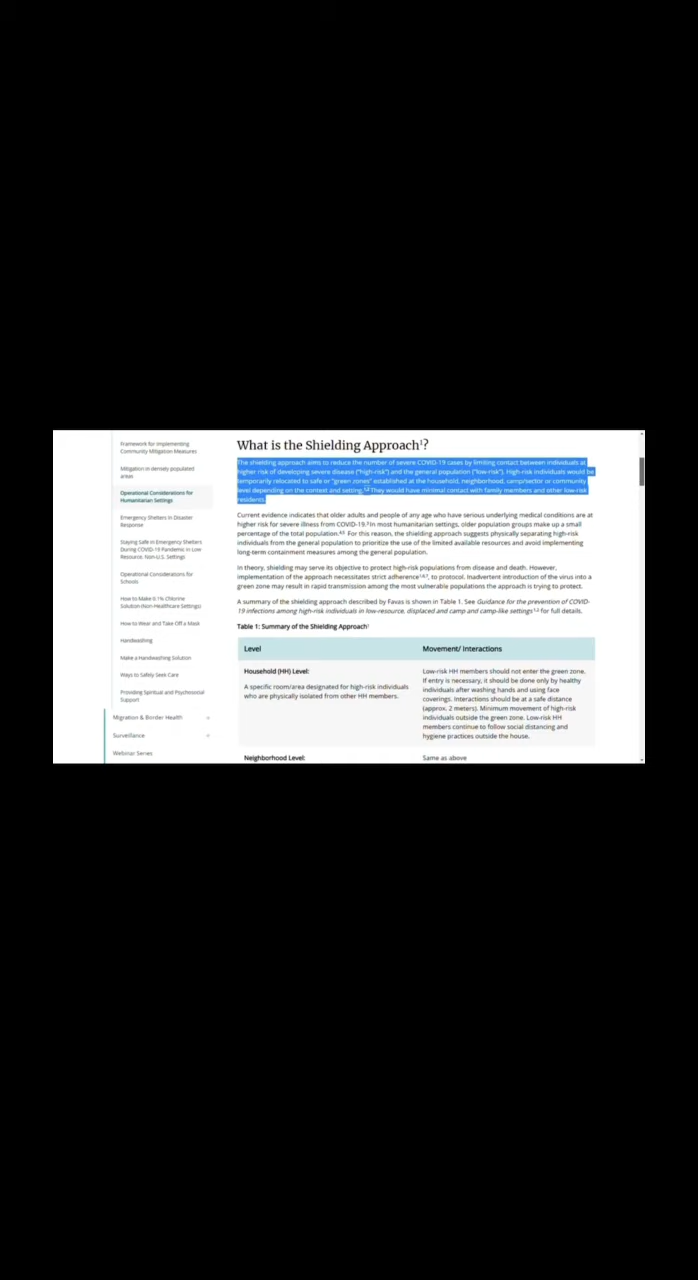 Framework for Implementing
Community Mitigation Measures
Mitigation in densely populated
areas
Operational Considerations for
Humanitarian Settings
Emergency Shelters in Disaster
Response
Staying Safe in Emergency Shelters
During COVID-19 Pandemic in Low
Resource, Non-U.S. Settings
Operational Considerations for
Schools
How to Make 0.1% Chlorine
Solution (Non-Healthcare Settings)
How to Wear and Take Off a Mask
Handwashing
Make a Handwashing Solution
Ways to Safely Seek Care
Providing Spiritual and Psychosocial
Support
Migration & Border Health +
Surveillance +
Webinar Series
What is the Shielding Approach¹?
The shielding approach aims to reduce the number of severe COVID-19 cases by limiting contact between individuals at
higher risk of developing severe disease ("high-risk") and the general population ("low-risk"). High-risk individuals would be
temporarily relocated to safe or "green zones" established at the household, neighborhood, camp/sector or community
level depending on the context and setting.¹,² They would have minimal contact with family members and other low-risk
residents.
Current evidence indicates that older adults and people of any age who have serious underlying medical conditions are at
higher risk for severe illness from COVID-19.³ In most humanitarian settings, older population groups make up a small
percentage of the total population.⁴,⁵ For this reason, the shielding approach suggests physically separating high-risk
individuals from the general population to prioritize the use of the limited available resources and avoid implementing
long-term containment measures among the general population.
In theory, shielding may serve its objective to protect high-risk populations from disease and death. However,
implementation of the approach necessitates strict adherence¹,⁶,⁷, to protocol. Inadvertent introduction of the virus into a
green zone may result in rapid transmission among the most vulnerable populations the approach is trying to protect.
A summary of the shielding approach described by Favas is shown in Table 1. See Guidance for the prevention of COVID-
19 infections among high-risk individuals in low-resource, displaced and camp and camp-like settings¹,² for full details.
Table 1: Summary of the Shielding Approach¹
Level Movement/ Interactions
Household (HH) Level:
A specific room/area designated for high-risk individuals
who are physically isolated from other HH members.
Low-risk HH members should not enter the green zone.
If entry is necessary, it should be done only by healthy
individuals after washing hands and using face
coverings. Interactions should be at a safe distance
(approx. 2 meters). Minimum movement of high-risk
individuals outside the green zone. Low-risk HH
members continue to follow social distancing and
hygiene practices outside the house.
Neighborhood Level: Same as above